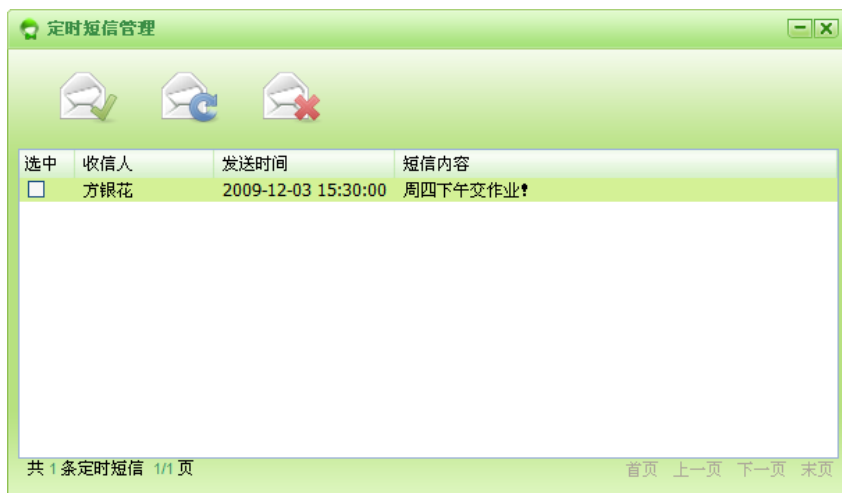 定时短信管理
选中 收信人 发送时间 短信内容
方银花 2009-12-03 15:30:00 周四下午交作业!
共 1 条定时短信 1/1 页 首页 上一页 下一页 末页